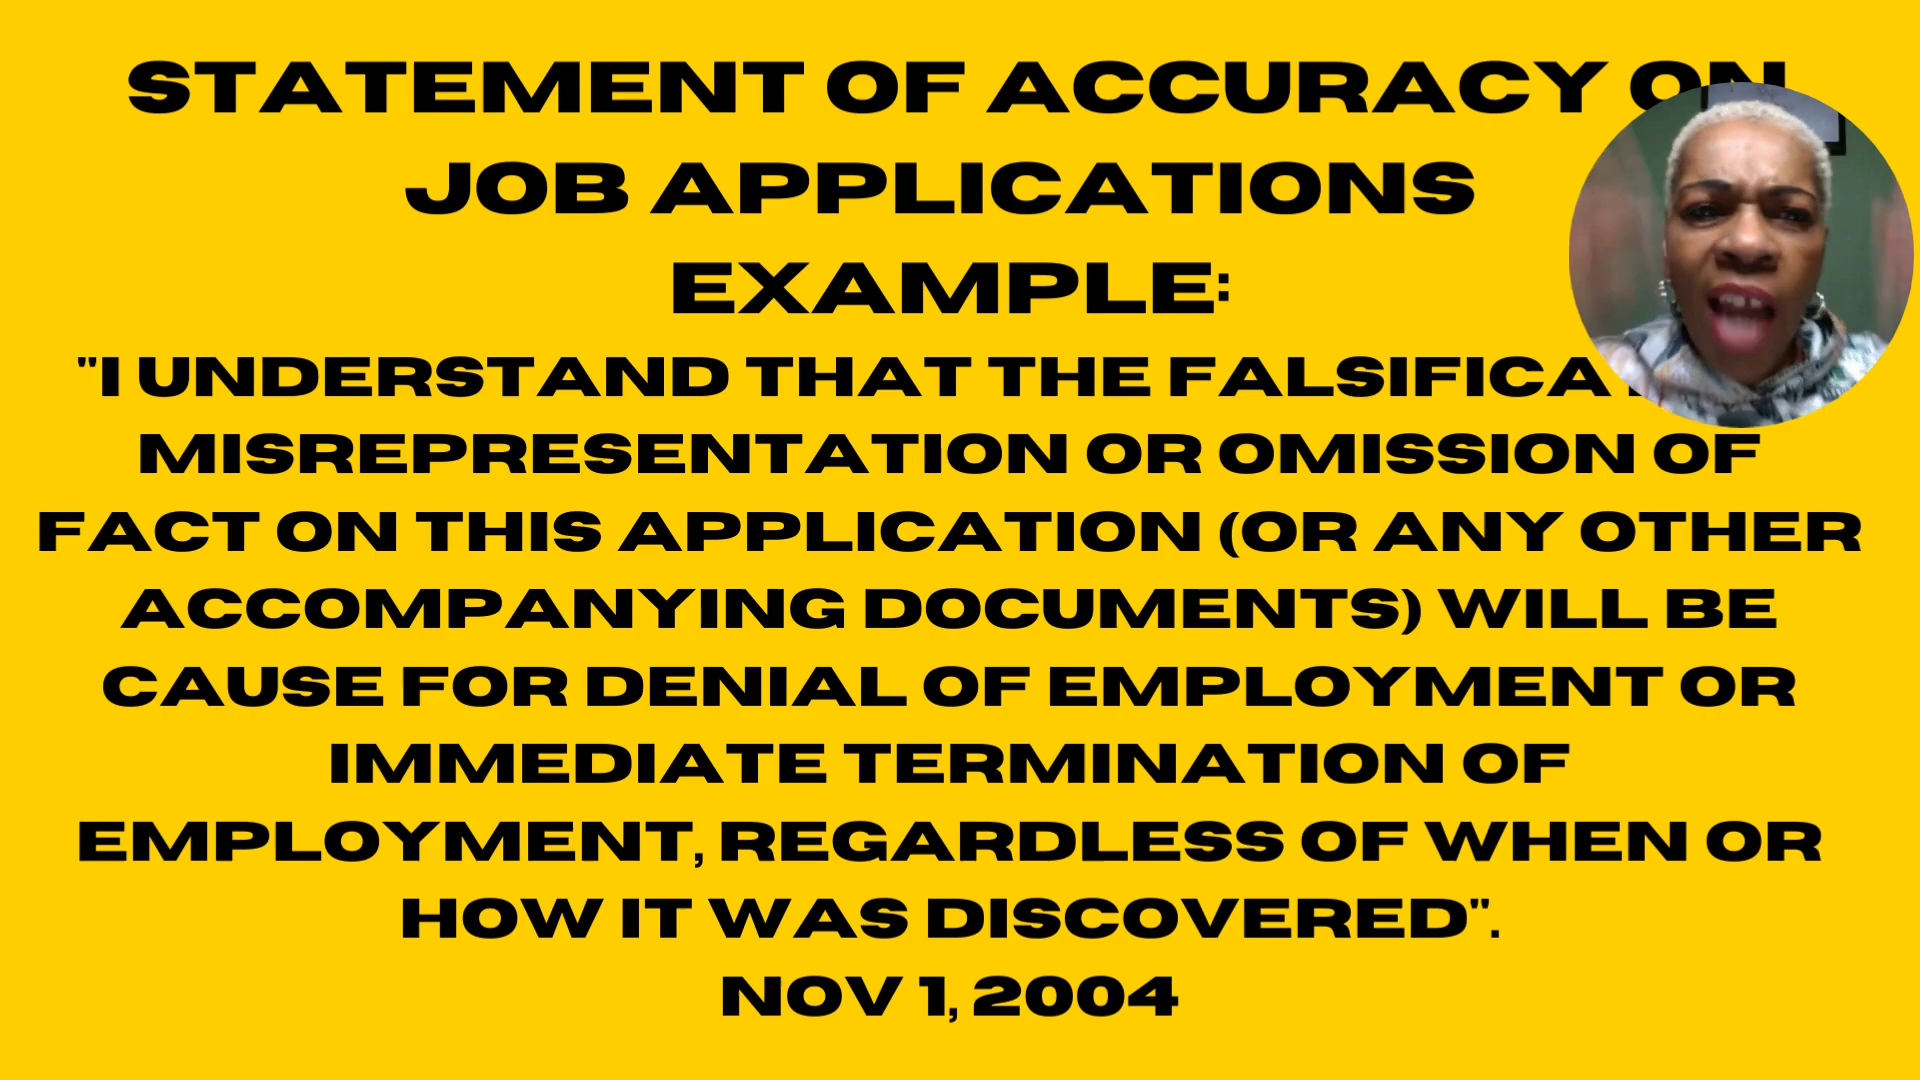 STATEMENT OF ACCURACY ON
JOB APPLICATIONS
EXAMPLE:
"I UNDERSTAND THAT THE
MISREPRESENTATION OR OMISSION OF
FACT ON THIS APPLICATION (OR ANY OTHER
ACCOMPANYING DOCUMENTS) WILL BE
CAUSE FOR DENIAL OF EMPLOYMENT OR
IMMEDIATE TERMINATION OF
EMPLOYMENT, REGARDLESS OF WHEN OR
HOW IT WAS DISCOVERED".
NOV 1, 2004